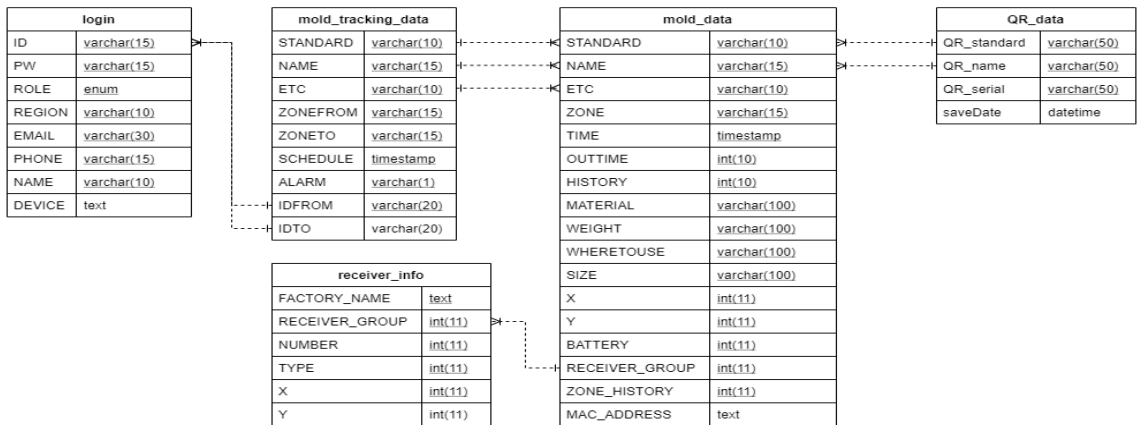 login
ID varchar(15)
PW varchar(15)
ROLE enum
REGION varchar(10)
EMAIL varchar(30)
PHONE varchar(15)
NAME varchar(10)
DEVICE text
mold_tracking_data
STANDARD varchar(10)
NAME varchar(15)
ETC varchar(10)
ZONEFROM varchar(15)
ZONETO varchar(15)
SCHEDULE timestamp
ALARM varchar(1)
IDFROM varchar(20)
IDTO varchar(20)
receiver_info
FACTORY_NAME text
RECEIVER_GROUP int(11)
NUMBER int(11)
TYPE int(11)
X int(11)
Y int(11)
mold_data
STANDARD varchar(10)
NAME varchar(15)
ETC varchar(10)
ZONE varchar(15)
TIME timestamp
OUTTIME int(10)
HISTORY int(10)
MATERIAL varchar(100)
WEIGHT varchar(100)
WHERETOUSE varchar(100)
SIZE varchar(100)
X int(11)
Y int(11)
BATTERY int(11)
RECEIVER_GROUP int(11)
ZONE_HISTORY int(11)
MAC_ADDRESS text
QR_data
QR_standard varchar(50)
QR_name varchar(50)
QR_serial varchar(50)
saveDate datetime